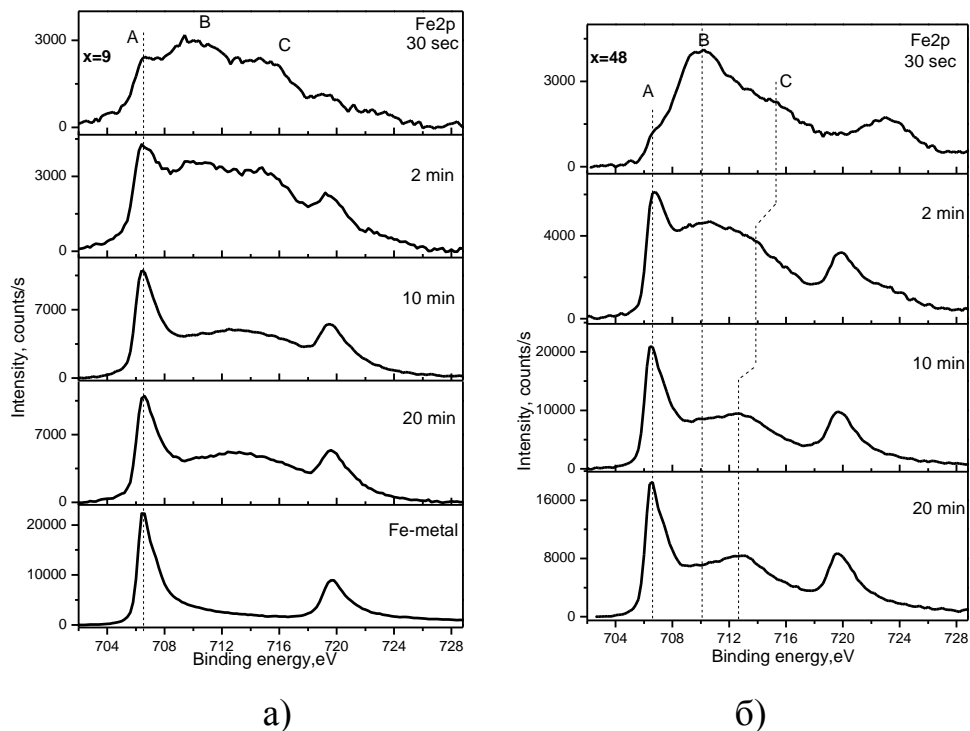 Fe2p
30 sec
x=9
A
B
C
3000
0
2 min
3000
0
10 min
7000
0
20 min
7000
0
Fe-metal
20000
10000
0
Intensity, counts/s
704 708 712 716 720 724 728
Binding energy,eV
а)
Fe2p
30 sec
x=48
A
B
C
3000
0
2 min
4000
0
10 min
20000
10000
0
20 min
16000
8000
0
Intensity, counts/s
704 708 712 716 720 724 728
Binding energy,eV
б)